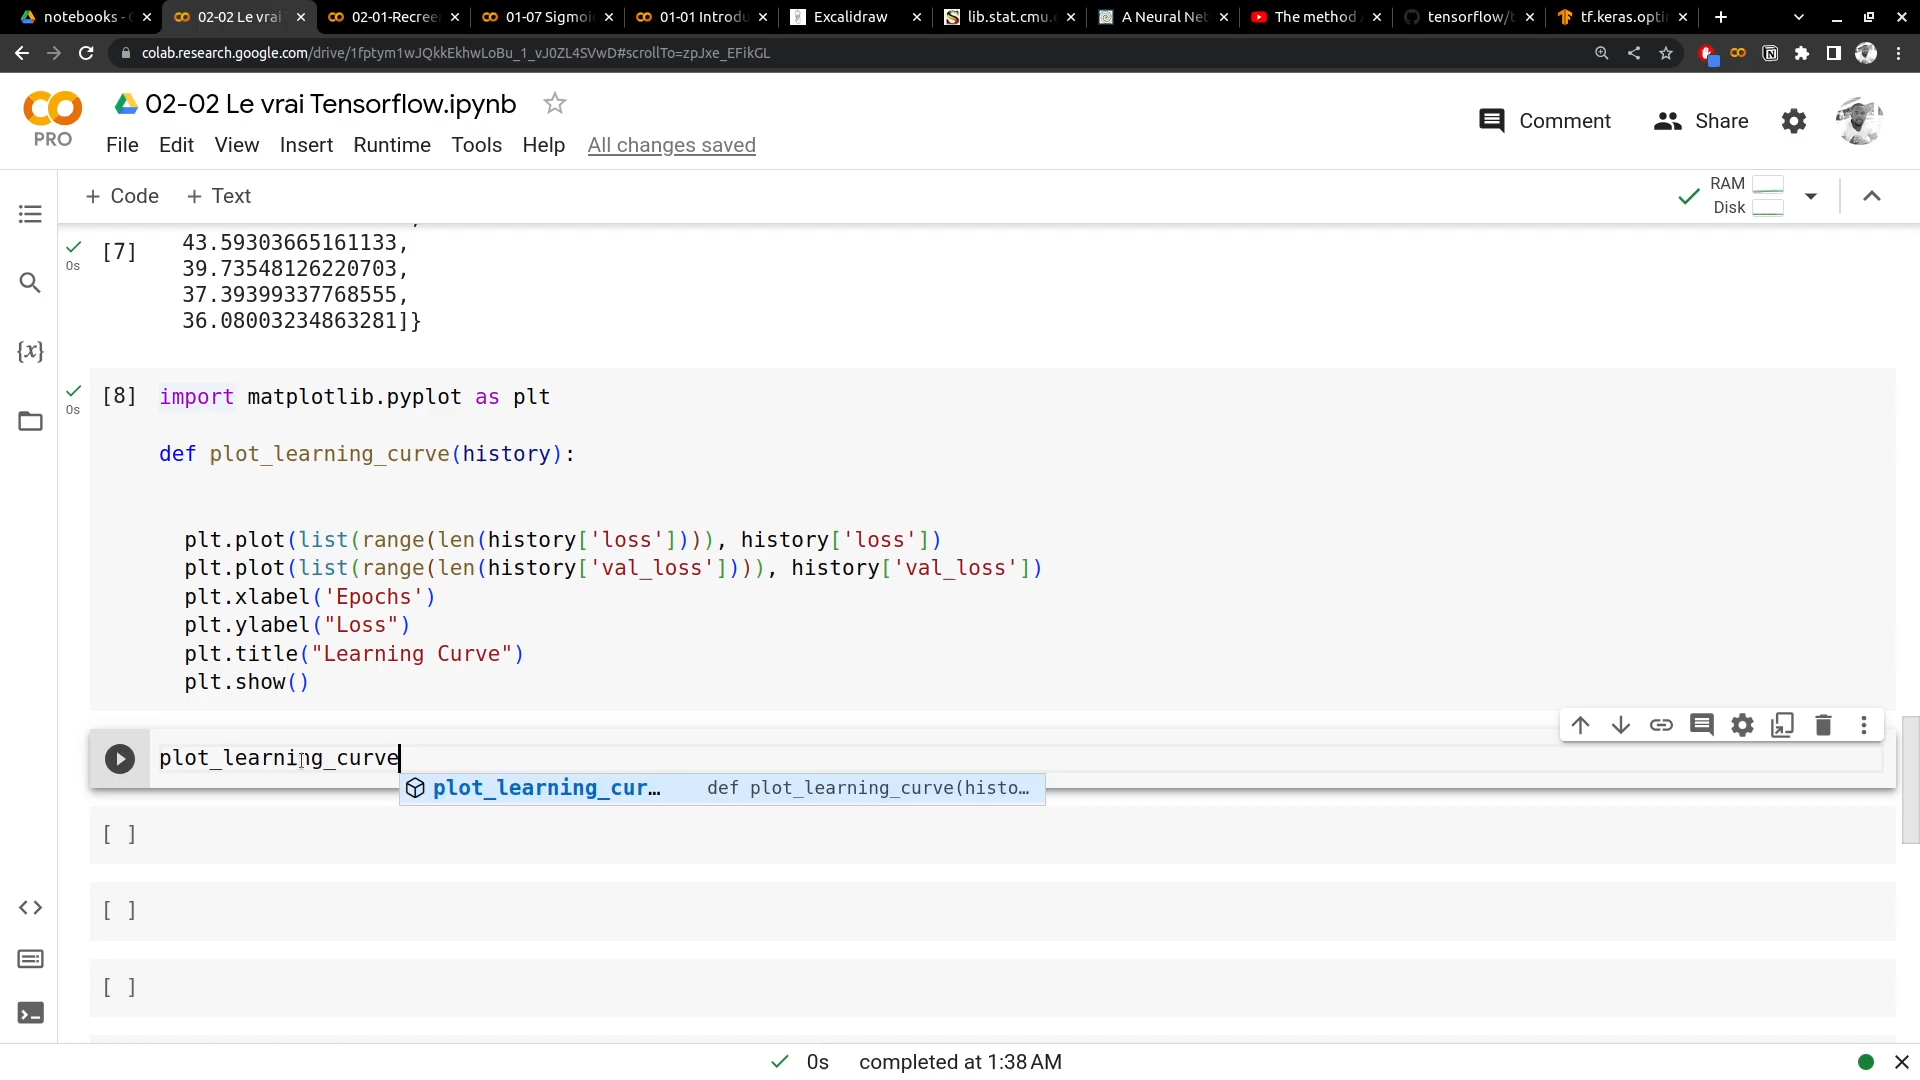 notebooks - 
02-02 Le vrai
02-01-Recree
01-07 Sigmoi
01-01 Introdu
Excalidraw
lib.stat.cmu.
A Neural Net
The method
tensorflow/t
tf.keras.opti
colab.research.google.com/drive/1fptym1wJQkkEkhwLoBu_1_vJ0ZL4SVwD#scrollTo=zpJxe_EFikGL
PRO
02-02 Le vrai Tensorflow.ipynb
Comment
Share
File Edit View Insert Runtime Tools Help All changes saved
+ Code + Text
RAM
Disk
[7]
0s
43.59303665161133,
39.73548126220703,
37.39399337768555,
36.08003234863281]}
[8]
0s
import matplotlib.pyplot as plt
def plot_learning_curve(history):
plt.plot(list(range(len(history['loss']))), history['loss'])
plt.plot(list(range(len(history['val_loss']))), history['val_loss'])
plt.xlabel('Epochs')
plt.ylabel("Loss")
plt.title("Learning Curve")
plt.show()
plot_learning_curve
plot_learning_cur… def plot_learning_curve(histo…
[ ]
[ ]
[ ]
0s completed at 1:38 AM